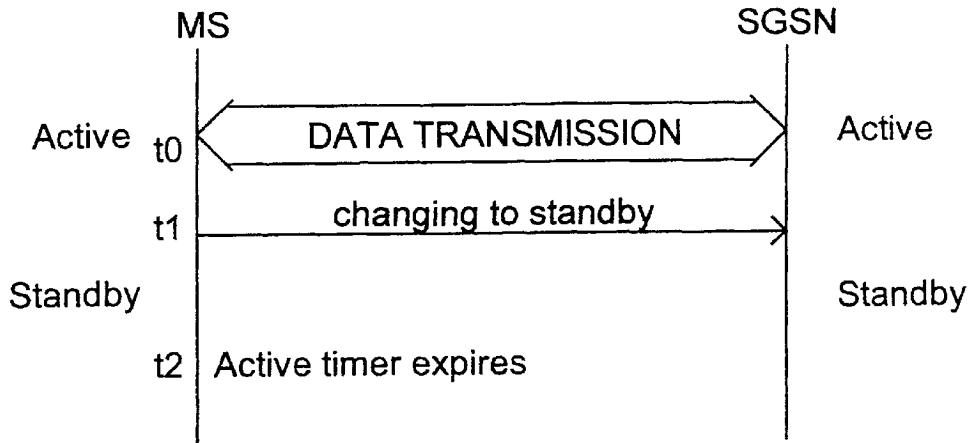 MS SGSN
Active t0 DATA TRANSMISSION Active
t1 changing to standby
Standby Standby
t2 Active timer expires